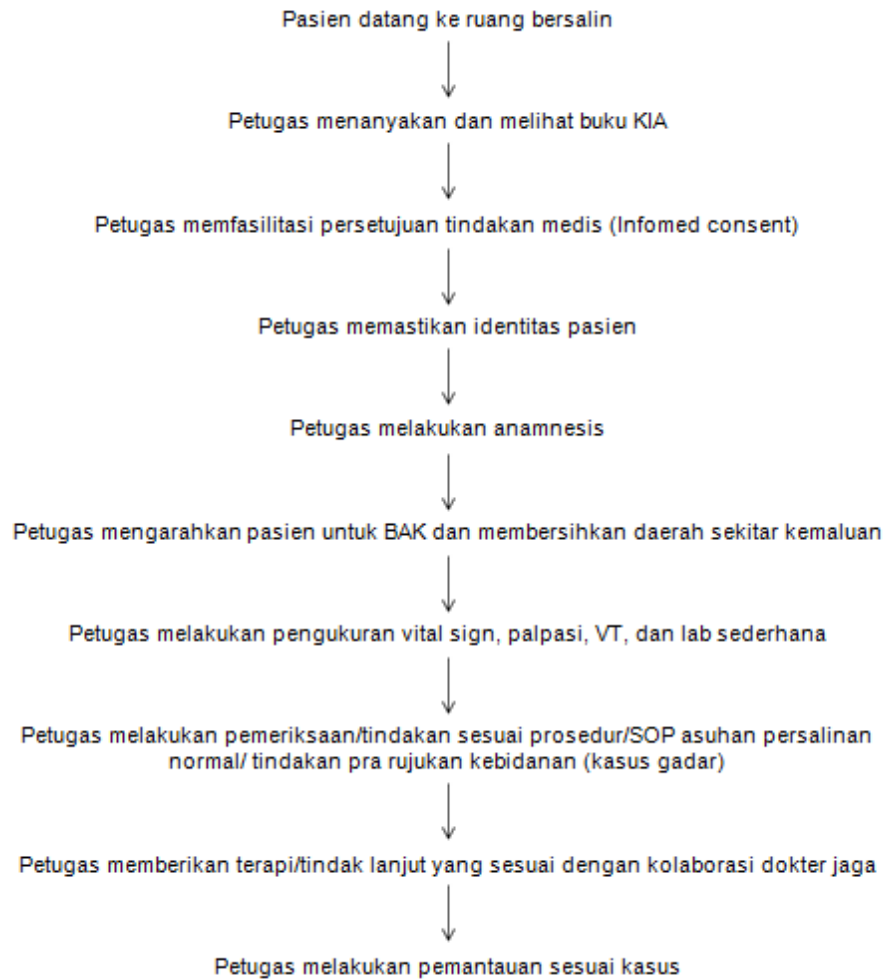 Pasien datang ke ruang bersalin
Petugas menanyakan dan melihat buku KIA
Petugas memfasilitasi persetujuan tindakan medis (Infomed consent)
Petugas memastikan identitas pasien
Petugas melakukan anamnesis
Petugas mengarahkan pasien untuk BAK dan membersihkan daerah sekitar kemaluan
Petugas melakukan pengukuran vital sign, palpasi, VT, dan lab sederhana
Petugas melakukan pemeriksaan/tindakan sesuai prosedur/SOP asuhan persalinan
normal/ tindakan pra rujukan kebidanan (kasus gadar)
Petugas memberikan terapi/tindak lanjut yang sesuai dengan kolaborasi dokter jaga
Petugas melakukan pemantauan sesuai kasus